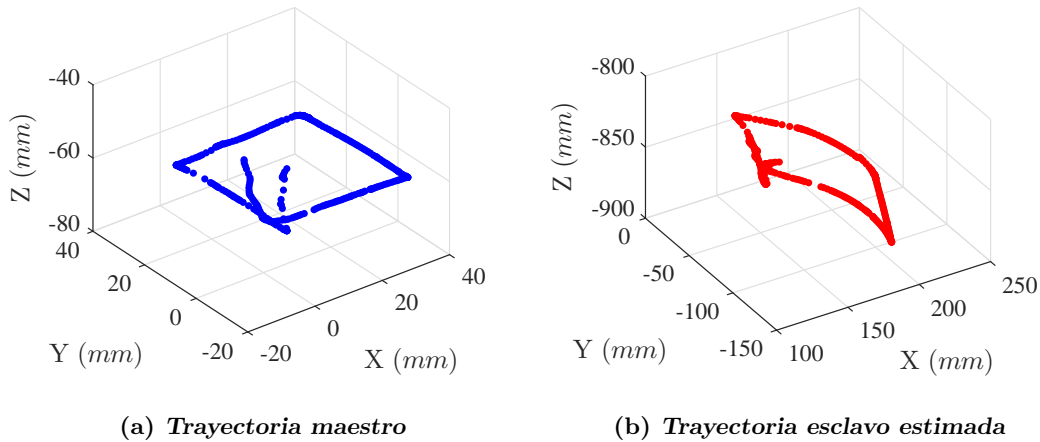 -40
-60
-80
Z (mm)
40
20
0
-20
Y (mm)
-20
0
20
40
X (mm)
(a) Trayectoria maestro
-800
-850
-900
Z (mm)
0
-50
-100
-150
Y (mm)
100
150
200
250
X (mm)
(b) Trayectoria esclavo estimada